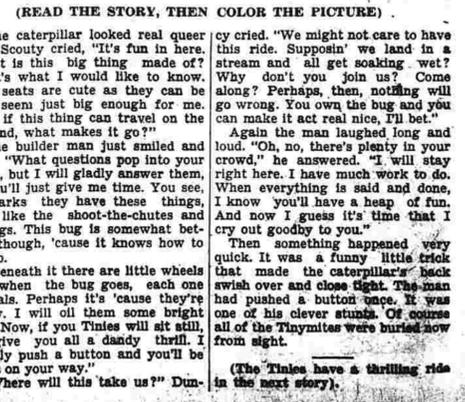 (READ THE STORY, THEN COLOR THE PICTURE)
e caterpillar looked real queer
Scouty cried, "It's fun in here.
t is this big thing made of?
's what I would like to know.
seats are cute as they can be
seem just big enough for me.
if this thing can travel on the
nd, what makes it go?"
e builder man just smiled and
"What questions pop into your
, but I will gladly answer them,
u'll just give me time. You see,
arks they have these things,
like the shoot-the-chutes and
gs. This bug is somewhat bet-
though, 'cause it knows how to
o.
eneath it there are little wheels
when the bug goes, each one
als. Perhaps it's 'cause they're
. I will oil them some bright
Now, if you Tinies will sit still,
give you all a dandy thrill. I
ly push a button and you'll be
on your way."
here will this take us?" Dun-
cy cried. "We might not care to have
this ride. Supposin' we land in a
stream and all get soaking wet?
Why don't you join us? Come
along? Perhaps, then, nothing will
go wrong. You own the bug and you
can make it act real nice, I'll bet."
Again the man laughed long and
loud. "Oh, no, there's plenty in your
crowd," he answered. "I will stay
right here. I have much work to do.
When everything is said and done,
I know you'll have a heap of fun.
And now I guess it's time that I
cry out goodby to you."
Then something happened very
quick. It was a funny little trick
that made the caterpillar's back
swish over and close tight. The man
had pushed a button once. It was
one of his clever stunts. Of course
all of the Tinymites were buried now
from sight.
(The Tinies have a thrilling ride
in the next story).